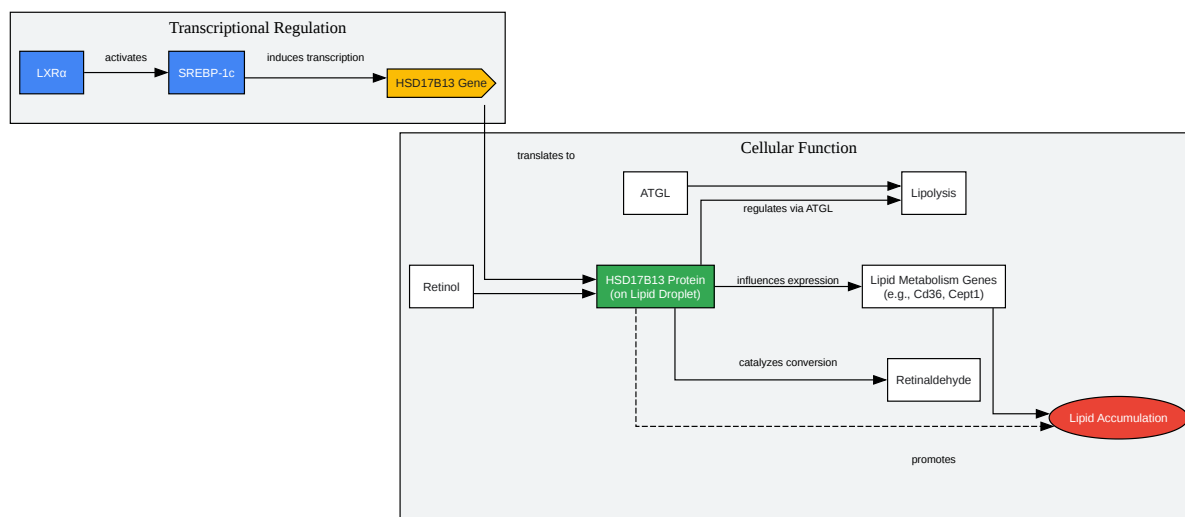 Transcriptional Regulation
LXRα
activates
SREBP-1c
induces transcription
HSD17B13 Gene
translates to
Cellular Function
ATGL
Lipolysis
regulates via ATGL
Retinol
HSD17B13 Protein
(on Lipid Droplet)
influences expression
Lipid Metabolism Genes
(e.g., Cd36, Cept1)
catalyzes conversion
Retinaldehyde
Lipid Accumulation
promotes